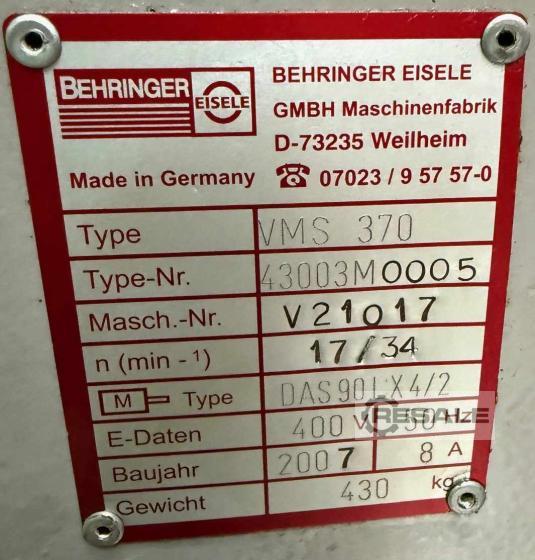 BEHRINGER EISELE
BEHRINGER EISELE
GMBH Maschinenfabrik
D-73235 Weilheim
Made in Germany ☎ 07023 / 9 57 57-0
Type VMS 370
Type-Nr. 43003M0005
Masch.-Nr. V21017
n (min -¹) 17/34
M Type DAS90LX4/2
E-Daten 400 V 50 Hz
Baujahr 2007 8 A
Gewicht 430 kg